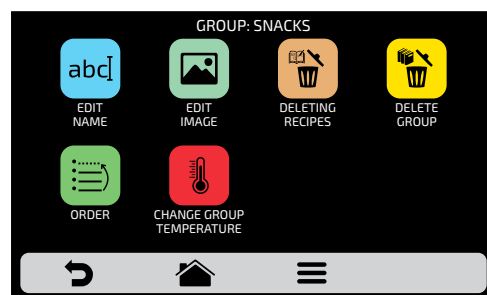 GROUP: SNACKS
abc
EDIT
NAME
EDIT
IMAGE
DELETING
RECIPES
DELETE
GROUP
ORDER
CHANGE GROUP
TEMPERATURE